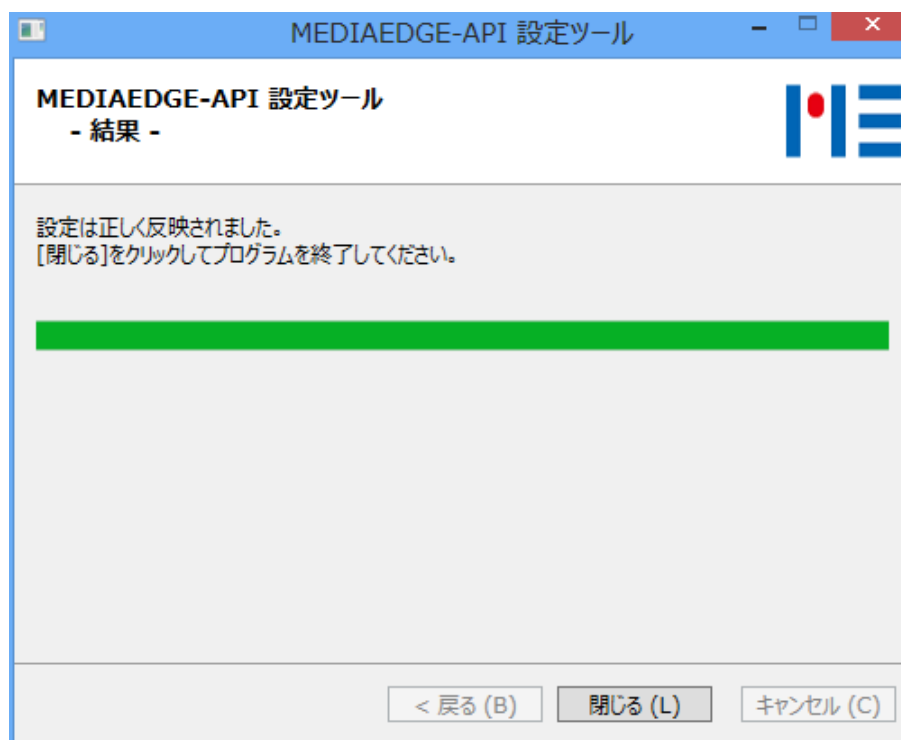 MEDIAEDGE-API 設定ツール
MEDIAEDGE-API 設定ツール
- 結果 -
設定は正しく反映されました。
[閉じる]をクリックしてプログラムを終了してください。
< 戻る (B) 閉じる (L) キャンセル (C)